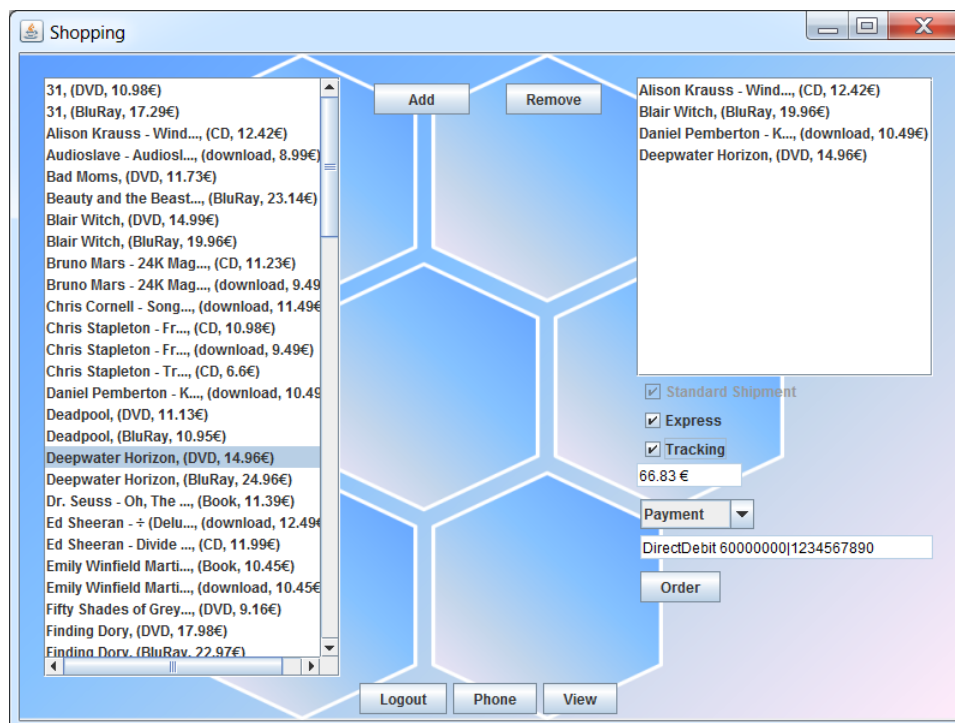 Shopping
31, (DVD, 10.98€)
31, (BluRay, 17.29€)
Alison Krauss - Wind..., (CD, 12.42€)
Audioslave - Audiosl..., (download, 8.99€)
Bad Moms, (DVD, 11.73€)
Beauty and the Beast..., (BluRay, 23.14€)
Blair Witch, (DVD, 14.99€)
Blair Witch, (BluRay, 19.96€)
Bruno Mars - 24K Mag..., (CD, 11.23€)
Bruno Mars - 24K Mag..., (download, 9.49
Chris Cornell - Song..., (download, 11.49€
Chris Stapleton - Fr..., (CD, 10.98€)
Chris Stapleton - Fr..., (download, 9.49€)
Chris Stapleton - Tr..., (CD, 6.6€)
Daniel Pemberton - K..., (download, 10.49
Deadpool, (DVD, 11.13€)
Deadpool, (BluRay, 10.95€)
Deepwater Horizon, (DVD, 14.96€)
Deepwater Horizon, (BluRay, 24.96€)
Dr. Seuss - Oh, The ..., (Book, 11.39€)
Ed Sheeran - ÷ (Delu..., (download, 12.49€
Ed Sheeran - Divide ..., (CD, 11.99€)
Emily Winfield Marti..., (Book, 10.45€)
Emily Winfield Marti..., (download, 10.45€
Fifty Shades of Grey..., (DVD, 9.16€)
Finding Dory, (DVD, 17.98€)
Finding Dory, (BluRay, 22.97€)
Add
Remove
Alison Krauss - Wind..., (CD, 12.42€)
Blair Witch, (BluRay, 19.96€)
Daniel Pemberton - K..., (download, 10.49€)
Deepwater Horizon, (DVD, 14.96€)
Standard Shipment
Express
Tracking
66.83 €
Payment
DirectDebit 60000000|1234567890
Order
Logout
Phone
View